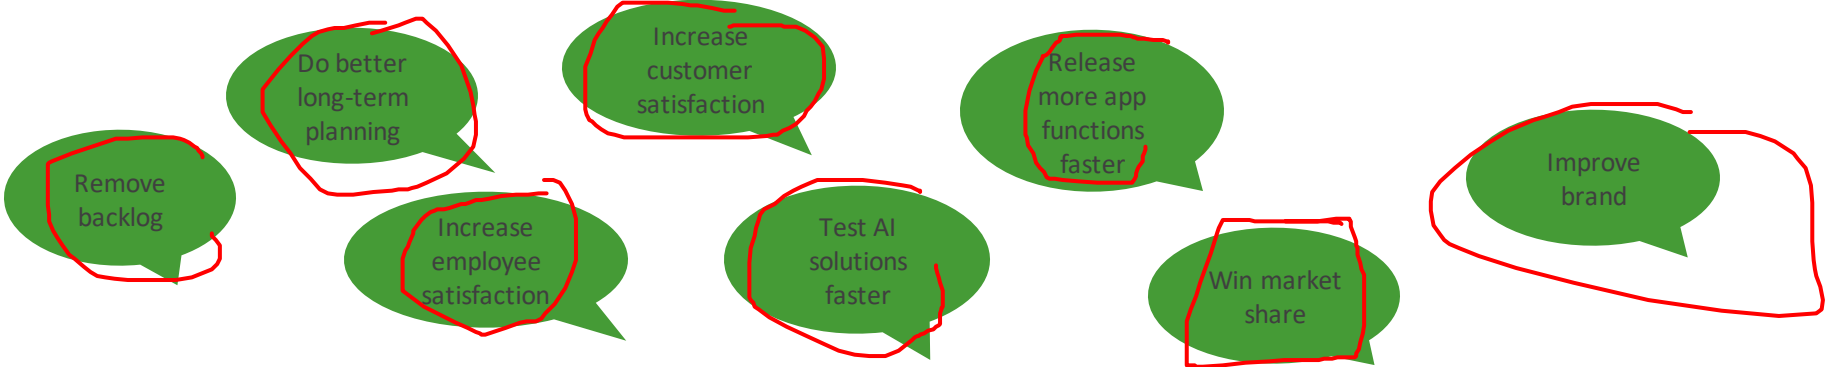 Remove
backlog
Do better
long-term
planning
Increase
employee
satisfaction
Increase
customer
satisfaction
Test AI
solutions
faster
Release
more app
functions
faster
Win market
share
Improve
brand